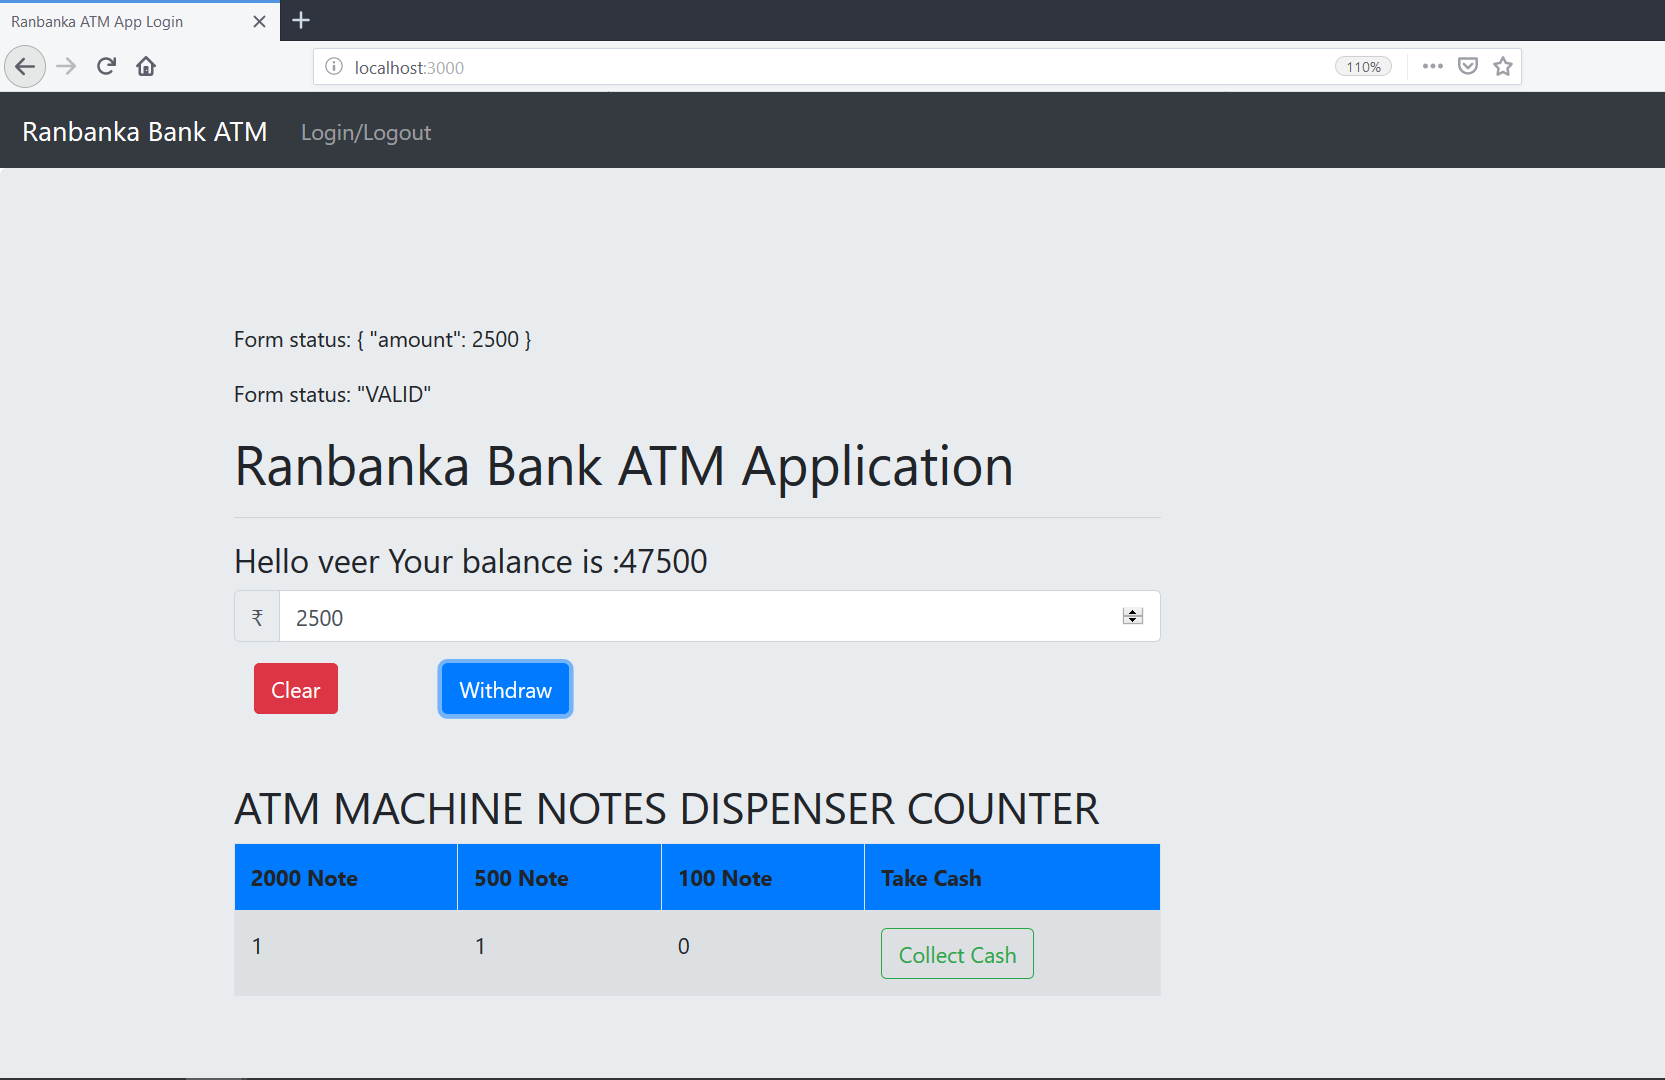 Ranbanka ATM App Login
localhost:3000
110%
Ranbanka Bank ATM Login/Logout
Form status: { "amount": 2500 }
Form status: "VALID"
Ranbanka Bank ATM Application
Hello veer Your balance is :47500
₹ 2500
Clear Withdraw
ATM MACHINE NOTES DISPENSER COUNTER
2000 Note 500 Note 100 Note Take Cash
1 1 0 Collect Cash